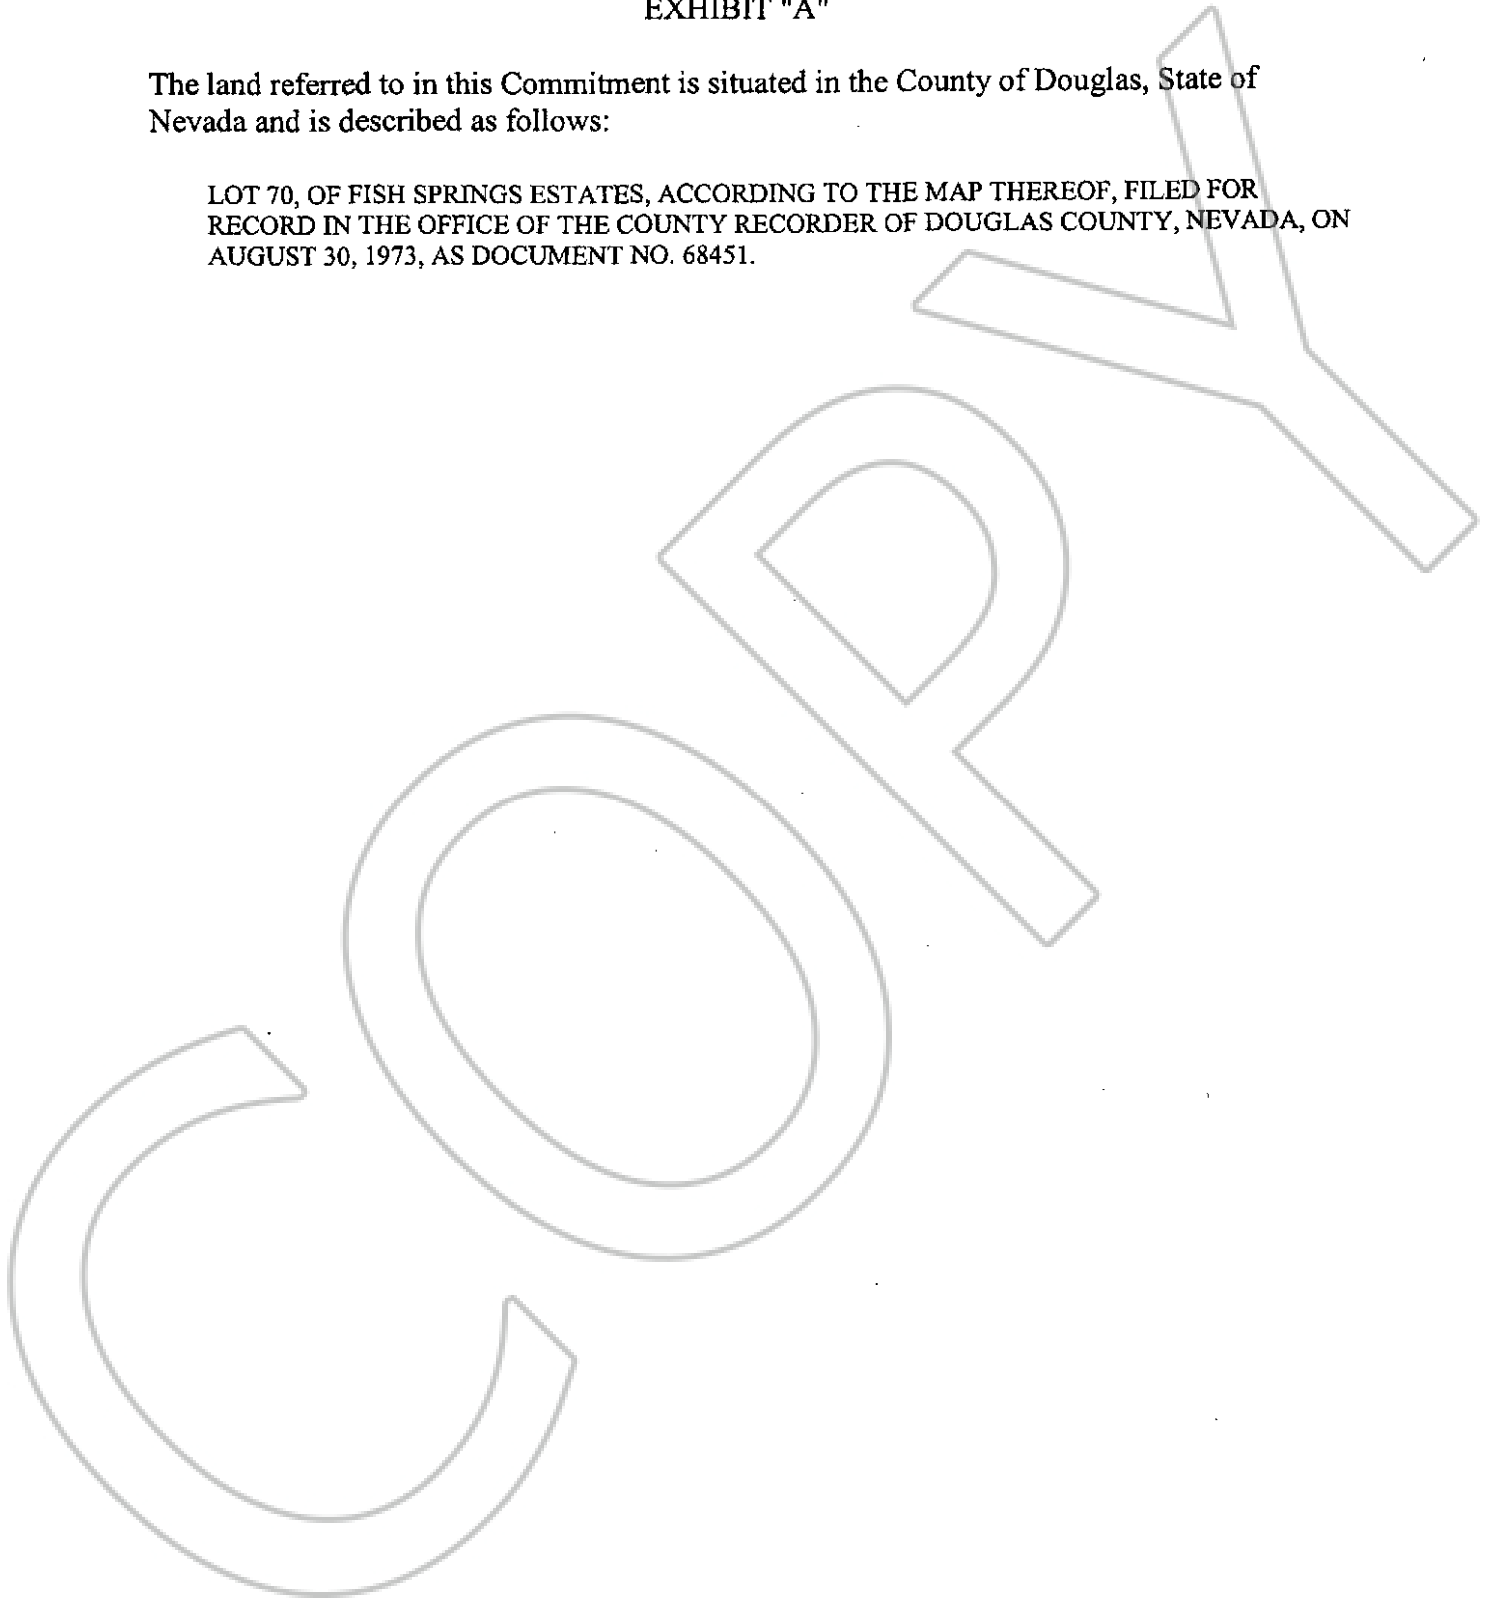 EXHIBIT "A"
The land referred to in this Commitment is situated in the County of Douglas, State of
Nevada and is described as follows:
LOT 70, OF FISH SPRINGS ESTATES, ACCORDING TO THE MAP THEREOF, FILED FOR
RECORD IN THE OFFICE OF THE COUNTY RECORDER OF DOUGLAS COUNTY, NEVADA, ON
AUGUST 30, 1973, AS DOCUMENT NO. 68451.
COPY